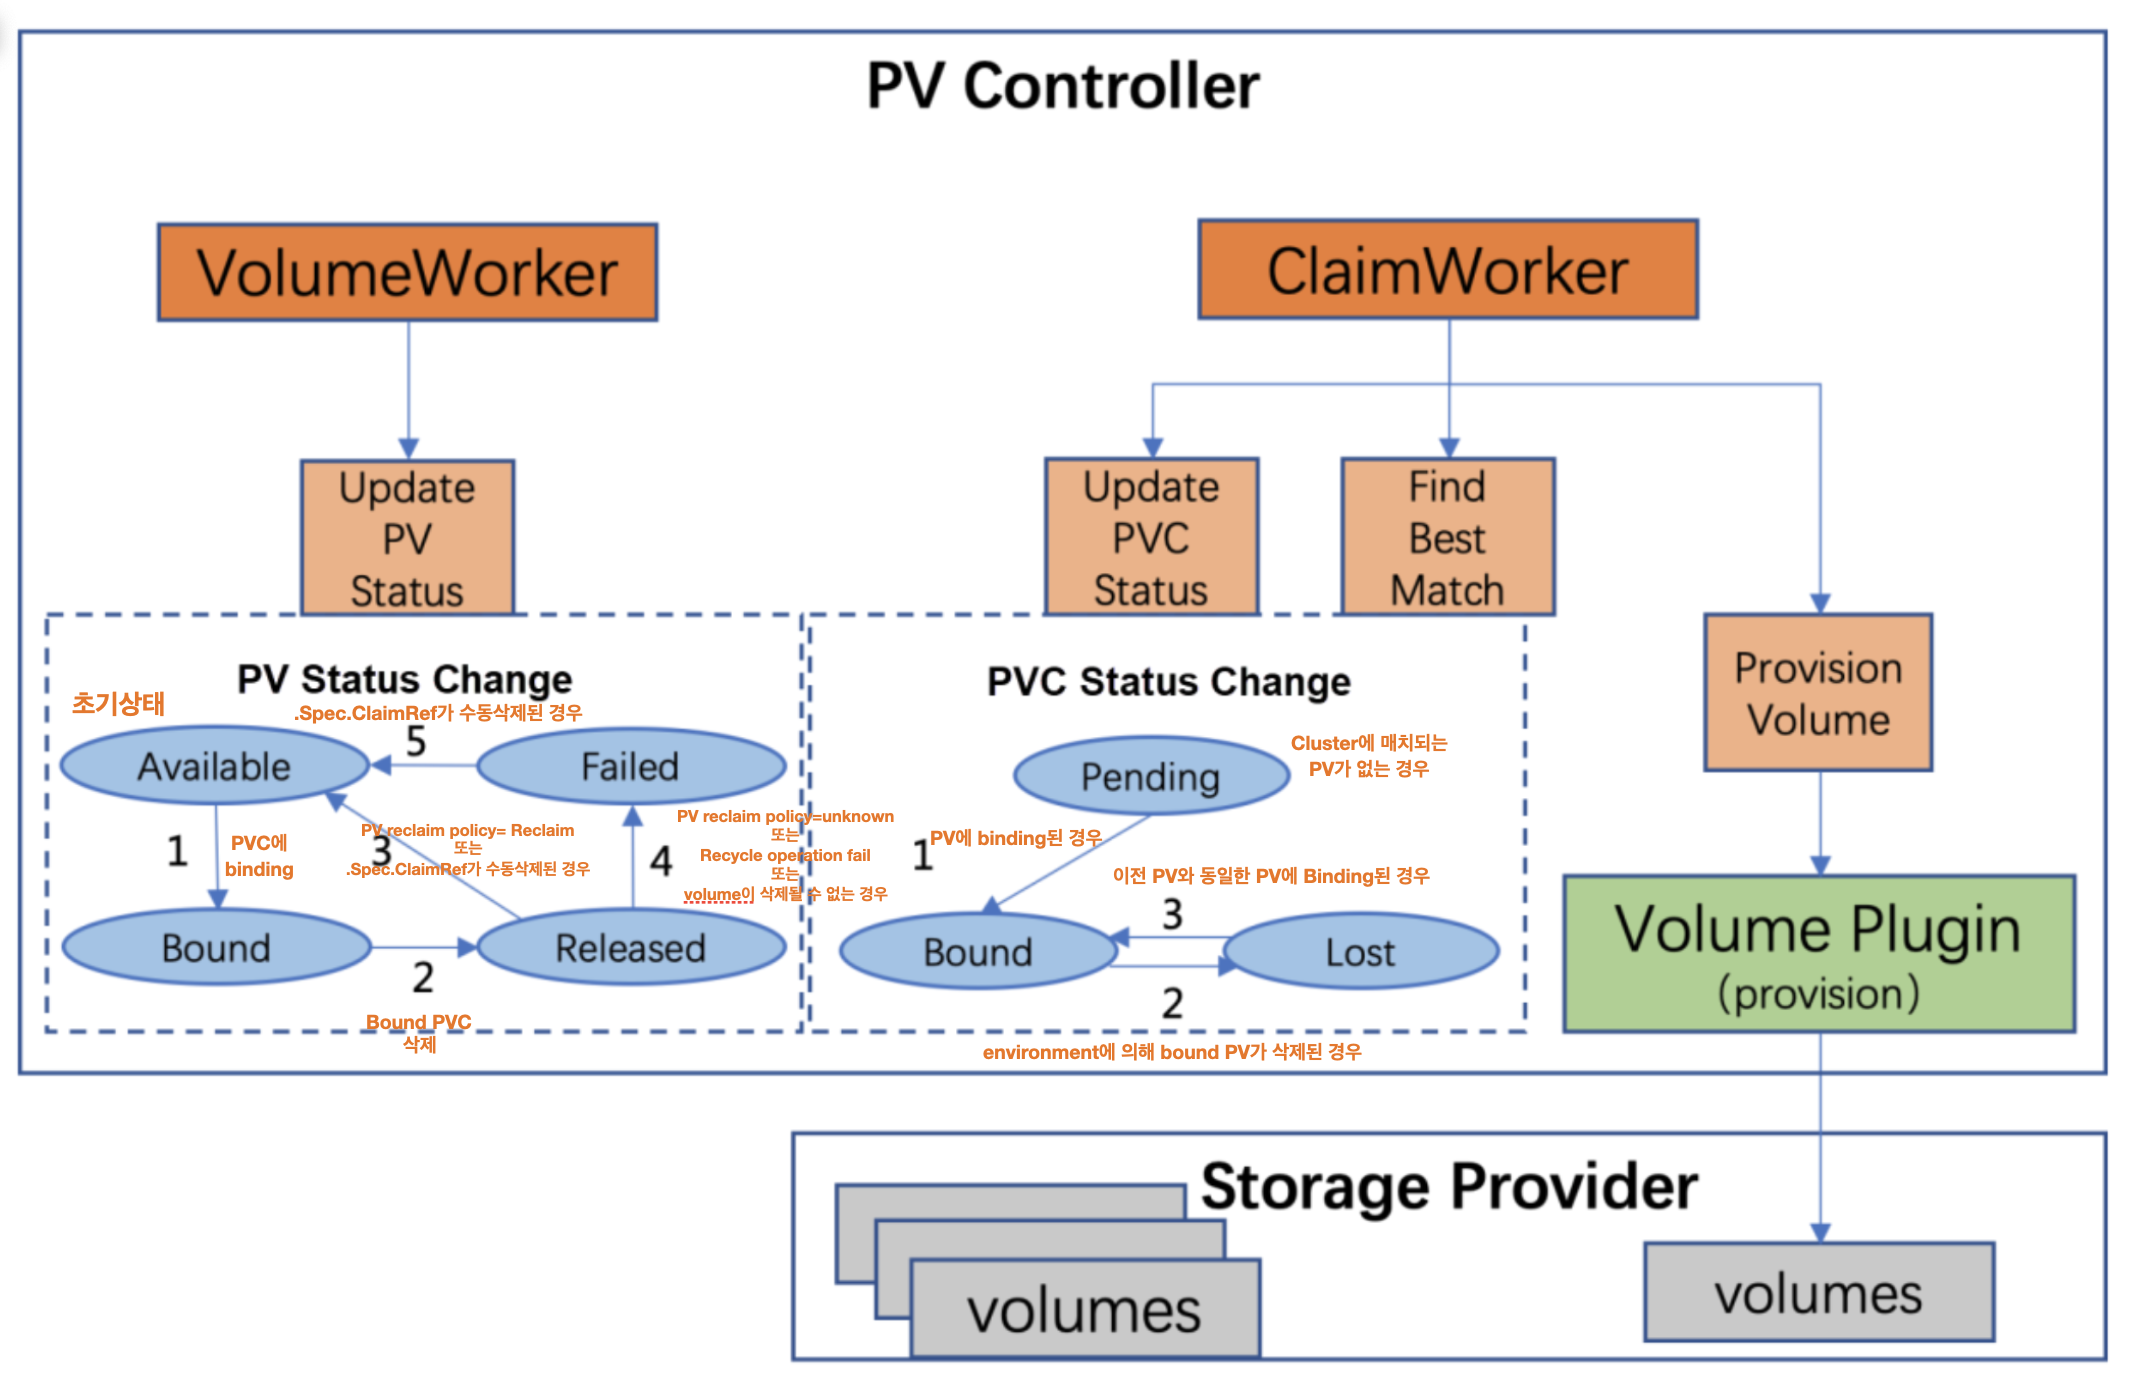 PV Controller
VolumeWorker
ClaimWorker
Update
PV
Status
Update
PVC
Status
Find
Best
Match
Provision
Volume
PV Status Change
초기상태
.Spec.ClaimRef가 수동삭제된 경우
5
Available
Failed
1
PVC에
binding
PV reclaim policy= Reclaim
또는
3
.Spec.ClaimRef가 수동삭제된 경우
4
PV reclaim policy=unknown
또는
Recycle operation fail
또는
volume이 삭제될 수 없는 경우
Bound
Released
2
Bound PVC
삭제
PVC Status Change
Pending
Cluster에 매치되는
PV가 없는 경우
1
PV에 binding된 경우
이전 PV와 동일한 PV에 Binding된 경우
3
Bound
Lost
2
environment에 의해 bound PV가 삭제된 경우
Volume Plugin
(provision)
Storage Provider
volumes
volumes